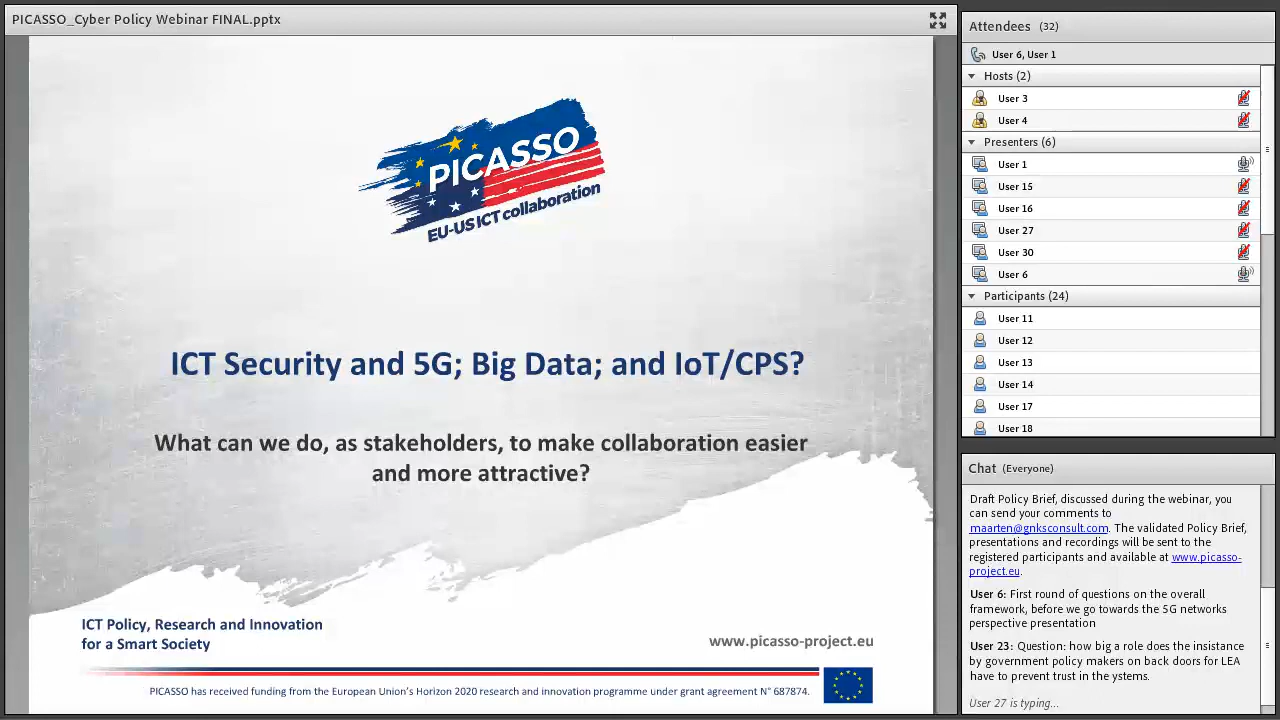 PICASSO_Cyber Policy Webinar FINAL.pptx
PICASSO
EU-US ICT collaboration
ICT Security and 5G; Big Data; and IoT/CPS?
What can we do, as stakeholders, to make collaboration easier
and more attractive?
ICT Policy, Research and Innovation
for a Smart Society
www.picasso-project.eu
PICASSO has received funding from the European Union's Horizon 2020 research and innovation programme under grant agreement N° 687874.
Attendees (32)
User 6, User 1
Hosts (2)
User 3
User 4
Presenters (6)
User 1
User 15
User 16
User 27
User 30
User 6
Participants (24)
User 11
User 12
User 13
User 14
User 17
User 18
Chat (Everyone)
Draft Policy Brief, discussed during the webinar, you
can send your comments to
maarten@gnksconsult.com. The validated Policy Brief,
presentations and recordings will be sent to the
registered participants and available at www.picasso-
project.eu.
User 6: First round of questions on the overall
framework, before we go towards the 5G networks
perspective presentation
User 23: Question: how big a role does the insistance
by government policy makers on back doors for LEA
have to prevent trust in the ystems.
User 27 is typing...